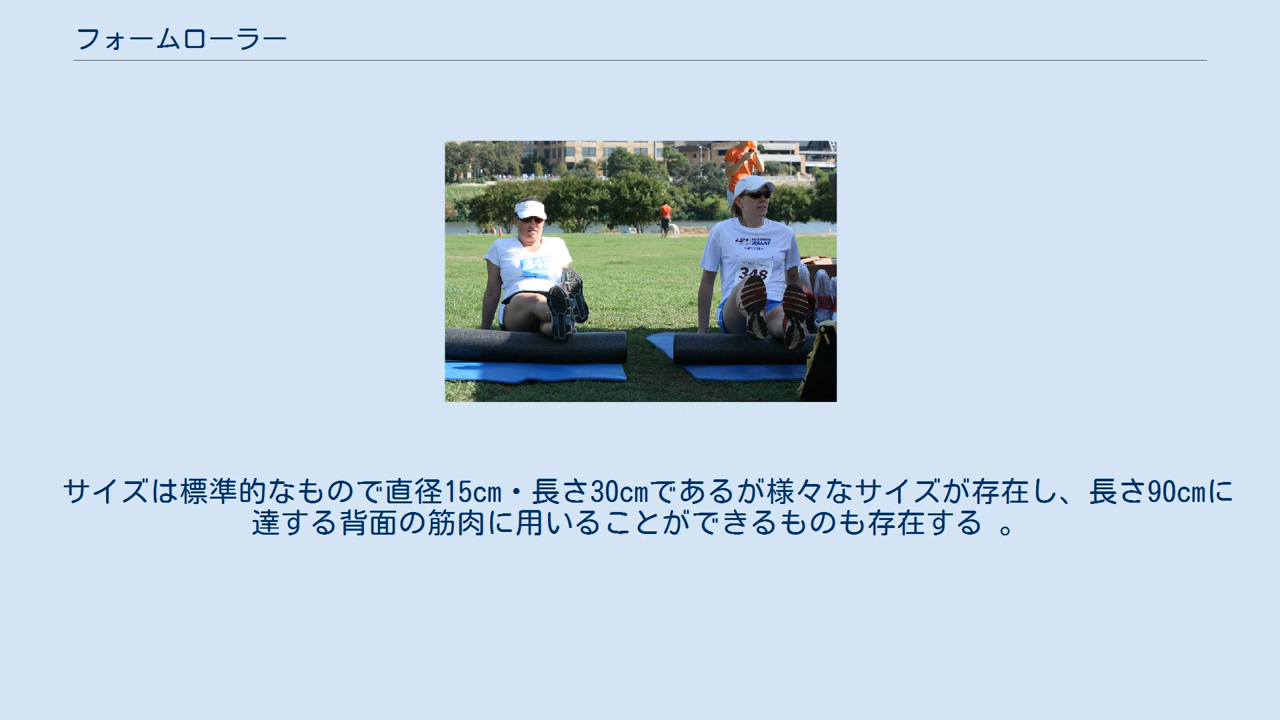 フォームローラー
348
サイズは標準的なもので直径15cm・長さ30cmであるが様々なサイズが存在し、長さ90cmに
達する背面の筋肉に用いることができるものも存在する 。